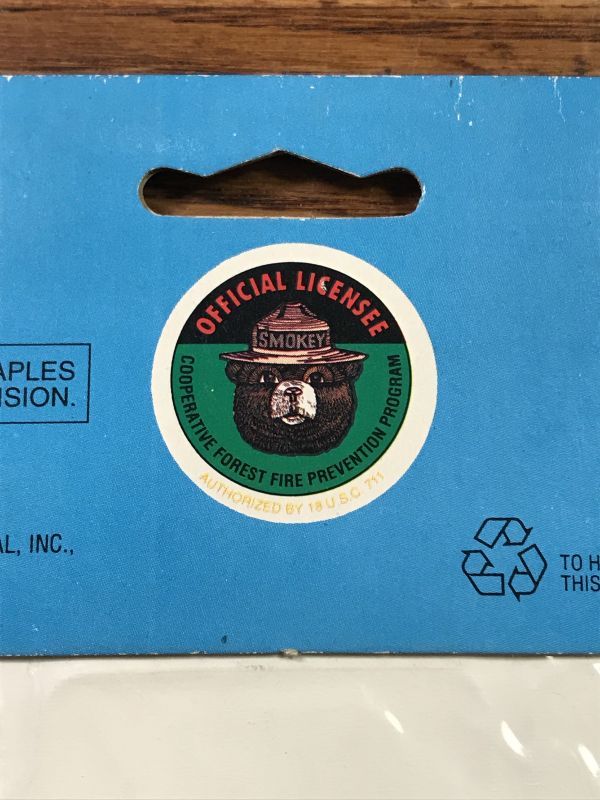 OFFICIAL LICENSEE
SMOKEY
COOPERATIVE FOREST FIRE PREVENTION PROGRAM
AUTHORIZED BY 18 U.S.C 711
APLES
ISION.
AL, INC.,
TO H
THIS